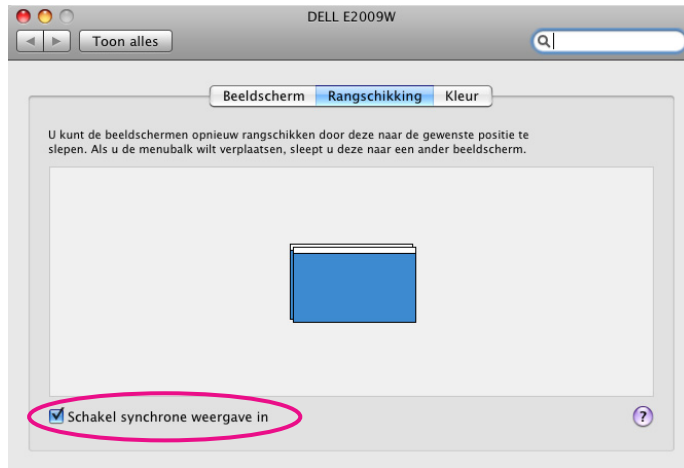 DELL E2009W
Toon alles
Beeldscherm Rangschikking Kleur
U kunt de beeldschermen opnieuw rangschikken door deze naar de gewenste positie te
slepen. Als u de menubalk wilt verplaatsen, sleept u deze naar een ander beeldscherm.
Schakel synchrone weergave in
?